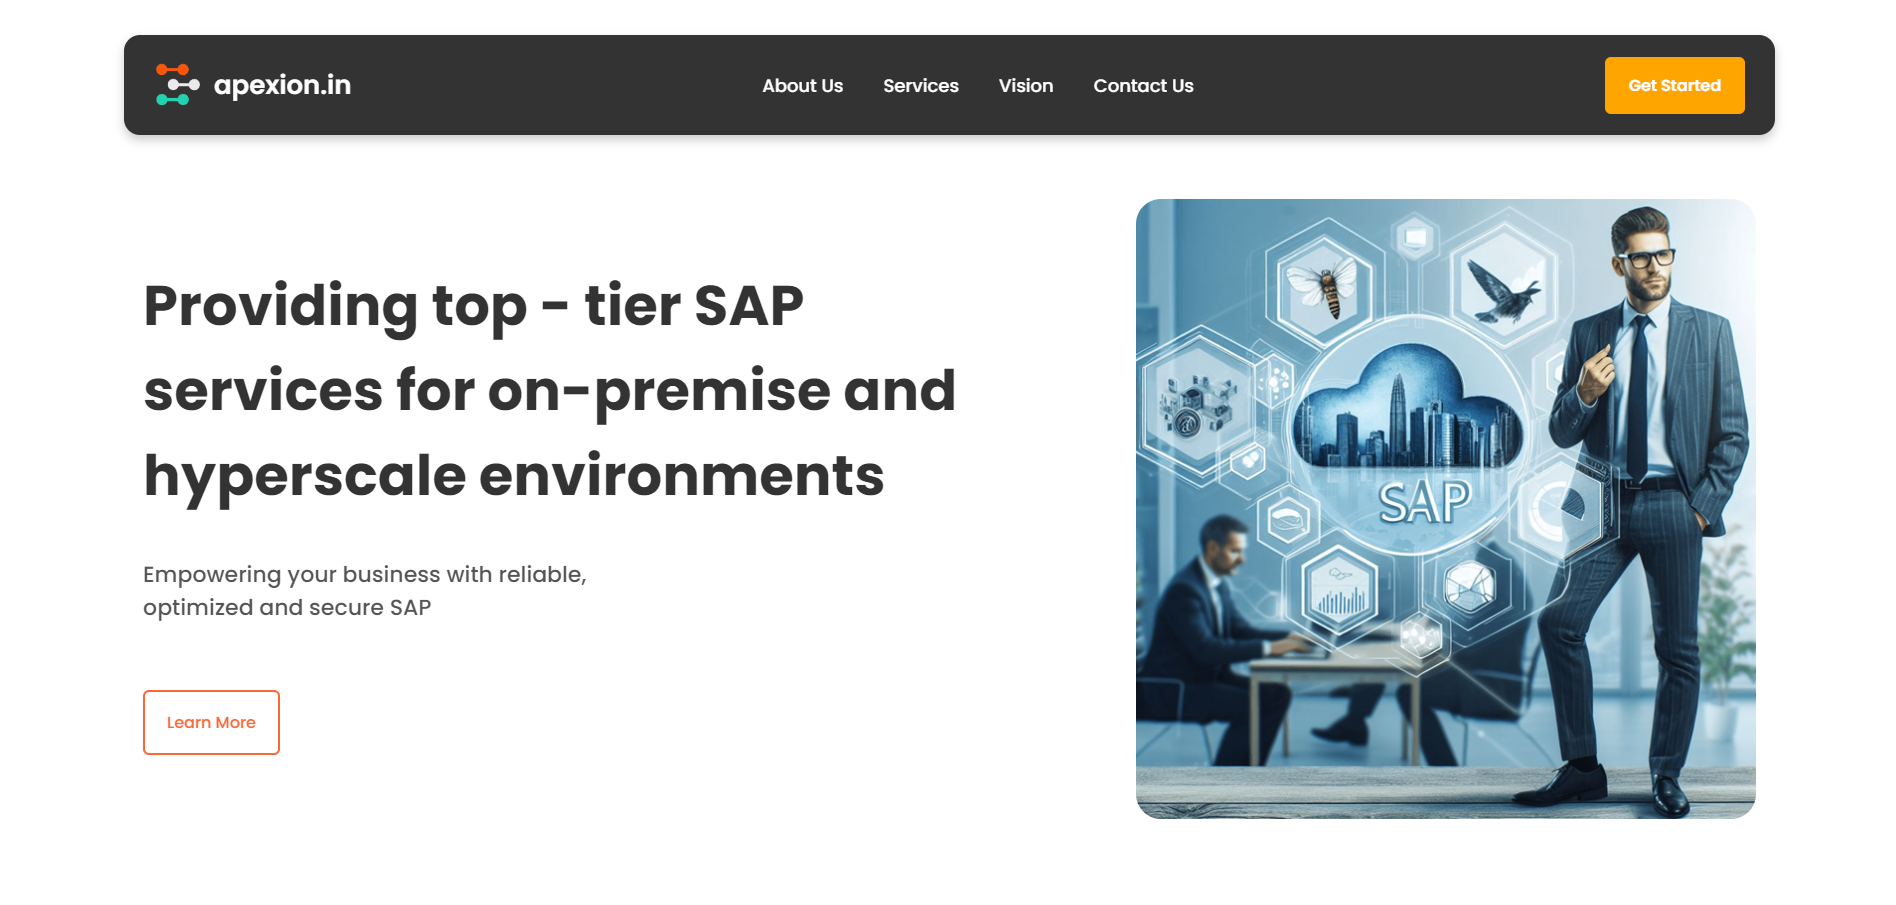 apexion.in
About Us
Services
Vision
Contact Us
Get Started
Providing top - tier SAP
services for on-premise and
hyperscale environments
Empowering your business with reliable,
optimized and secure SAP
Learn More
SAP